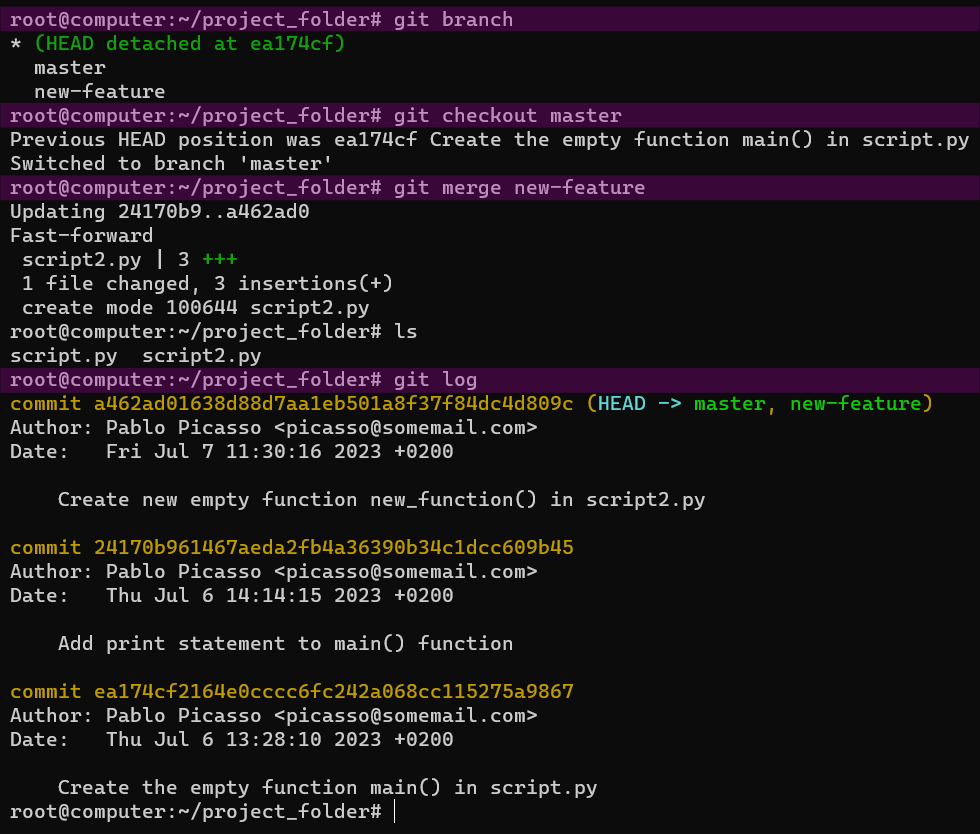 root@computer:~/project_folder# git branch
* (HEAD detached at ea174cf)
  master
  new-feature
root@computer:~/project_folder# git checkout master
Previous HEAD position was ea174cf Create the empty function main() in script.py
Switched to branch 'master'
root@computer:~/project_folder# git merge new-feature
Updating 24170b9..a462ad0
Fast-forward
 script2.py | 3 +++
 1 file changed, 3 insertions(+)
 create mode 100644 script2.py
root@computer:~/project_folder# ls
script.py  script2.py
root@computer:~/project_folder# git log
commit a462ad01638d88d7aa1eb501a8f37f84dc4d809c (HEAD -> master, new-feature)
Author: Pablo Picasso <picasso@somemail.com>
Date:   Fri Jul 7 11:30:16 2023 +0200

    Create new empty function new_function() in script2.py

commit 24170b961467aeda2fb4a36390b34c1dcc609b45
Author: Pablo Picasso <picasso@somemail.com>
Date:   Thu Jul 6 14:14:15 2023 +0200

    Add print statement to main() function

commit ea174cf2164e0cccc6fc242a068cc115275a9867
Author: Pablo Picasso <picasso@somemail.com>
Date:   Thu Jul 6 13:28:10 2023 +0200

    Create the empty function main() in script.py
root@computer:~/project_folder#